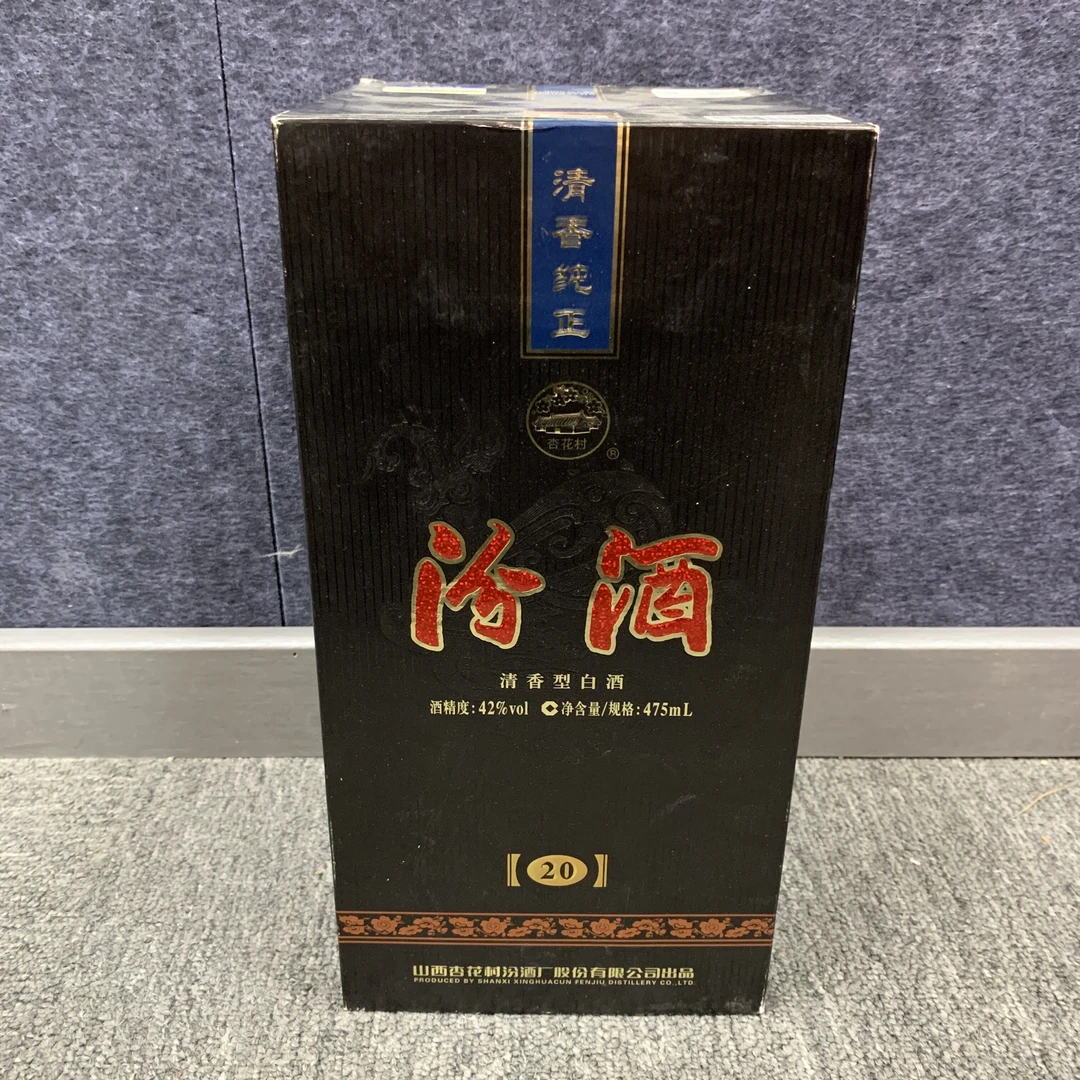 清香纯正
杏花村
®
汾酒
清香型白酒
酒精度:42%vol 净含量/规格:475mL
【20】
山西杏花村汾酒厂股份有限公司出品
PRODUCED BY SHANXI XINGHUACUN FENJIU DISTILLERY CO.,LTD.